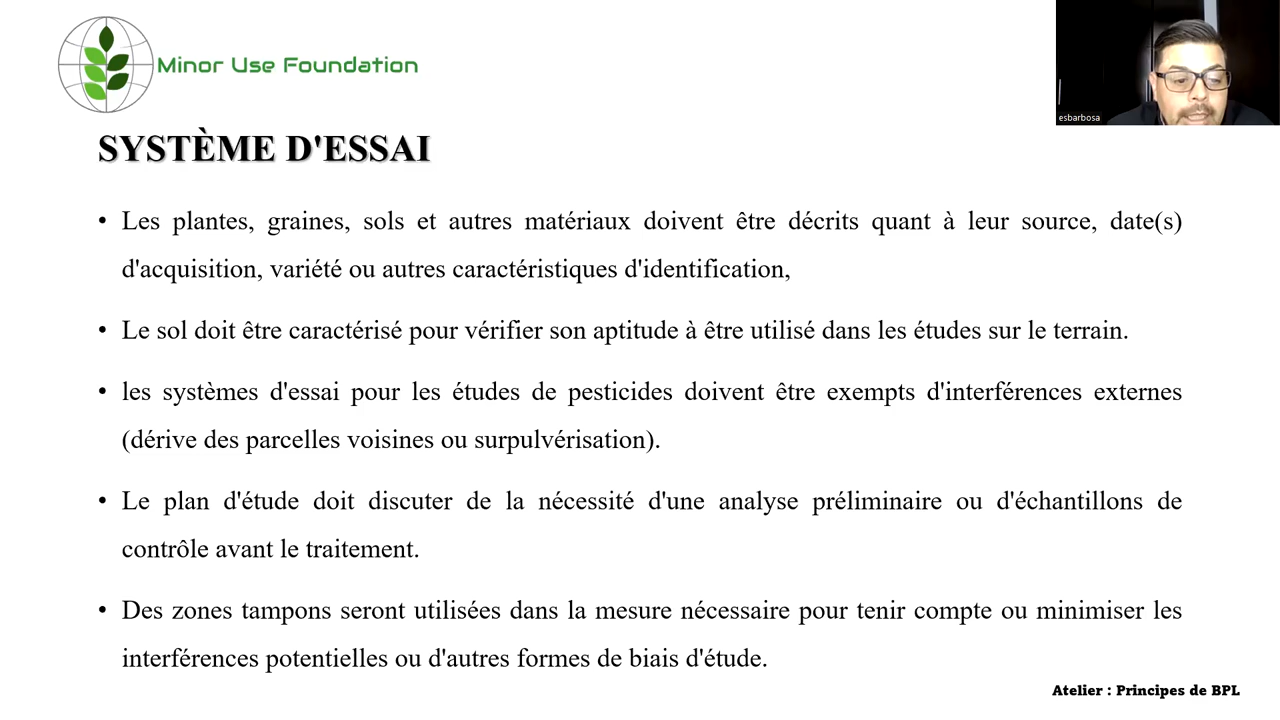 Minor Use Foundation
esbarbosa
SYSTÈME D'ESSAI
• Les plantes, graines, sols et autres matériaux doivent être décrits quant à leur source, date(s)
d'acquisition, variété ou autres caractéristiques d'identification,
• Le sol doit être caractérisé pour vérifier son aptitude à être utilisé dans les études sur le terrain.
• les systèmes d'essai pour les études de pesticides doivent être exempts d'interférences externes
(dérive des parcelles voisines ou surpulvérisation).
• Le plan d'étude doit discuter de la nécessité d'une analyse préliminaire ou d'échantillons de
contrôle avant le traitement.
• Des zones tampons seront utilisées dans la mesure nécessaire pour tenir compte ou minimiser les
interférences potentielles ou d'autres formes de biais d'étude.
Atelier : Principes de BPL